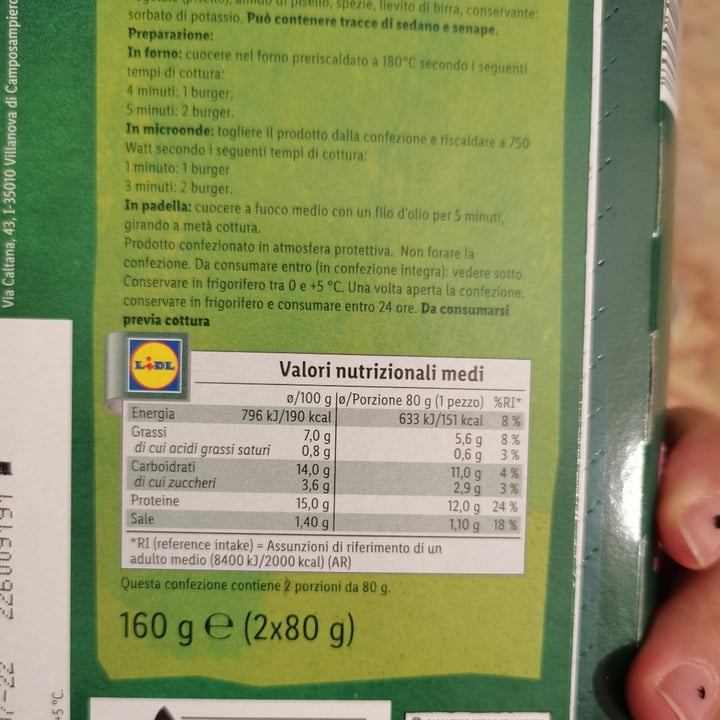 amido di pisello, spezie, lievito di birra, conservante:
sorbato di potassio. Può contenere tracce di sedano e senape.
Preparazione:
In forno: cuocere nel forno preriscaldato a 180°C secondo i seguenti
tempi di cottura:
4 minuti: 1 burger;
5 minuti: 2 burger.
In microonde: togliere il prodotto dalla confezione e riscaldare a 750
Watt secondo i seguenti tempi di cottura:
1 minuto: 1 burger
3 minuti: 2 burger.
In padella: cuocere a fuoco medio con un filo d'olio per 5 minuti,
girando a metà cottura.
Prodotto confezionato in atmosfera protettiva. Non forare la
confezione. Da consumare entro (in confezione integra): vedere sotto.
Conservare in frigorifero tra 0 e +5 °C. Una volta aperta la confezione,
conservare in frigorifero e consumare entro 24 ore. Da consumarsi
previa cottura
LIDL
Valori nutrizionali medi
ø/100 g ø/Porzione 80 g (1 pezzo) %RI*
Energia 796 kJ/190 kcal 633 kJ/151 kcal 8 %
Grassi 7,0 g 5,6 g 8 %
di cui acidi grassi saturi 0,8 g 0,6 g 3 %
Carboidrati 14,0 g 11,0 g 4 %
di cui zuccheri 3,6 g 2,9 g 3 %
Proteine 15,0 g 12,0 g 24 %
Sale 1,40 g 1,10 g 18 %
*RI (reference intake) = Assunzioni di riferimento di un
adulto medio (8400 kJ/2000 kcal) (AR)
Questa confezione contiene 2 porzioni da 80 g.
160 g e (2x80 g)
Via Caltana, 43, I-35010 Villanova di Camposampiero
+5 °C.